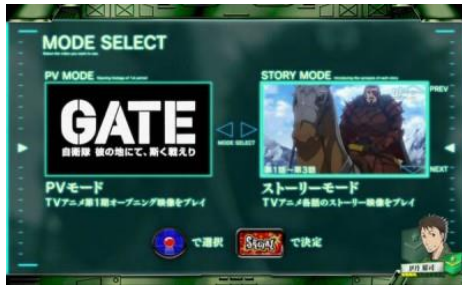 MODE SELECT
PV MODE
STORY MODE
PREV
GATE
自衛隊 彼の地にて、斯く戦えり
MODE SELECT
第1話~第3話
NEXT
PVモード
TVアニメ第1期オープニング映像をプレイ
ストーリーモード
TVアニメ各話のストーリー映像をプレイ
で選択
で決定
伊丹 耀司